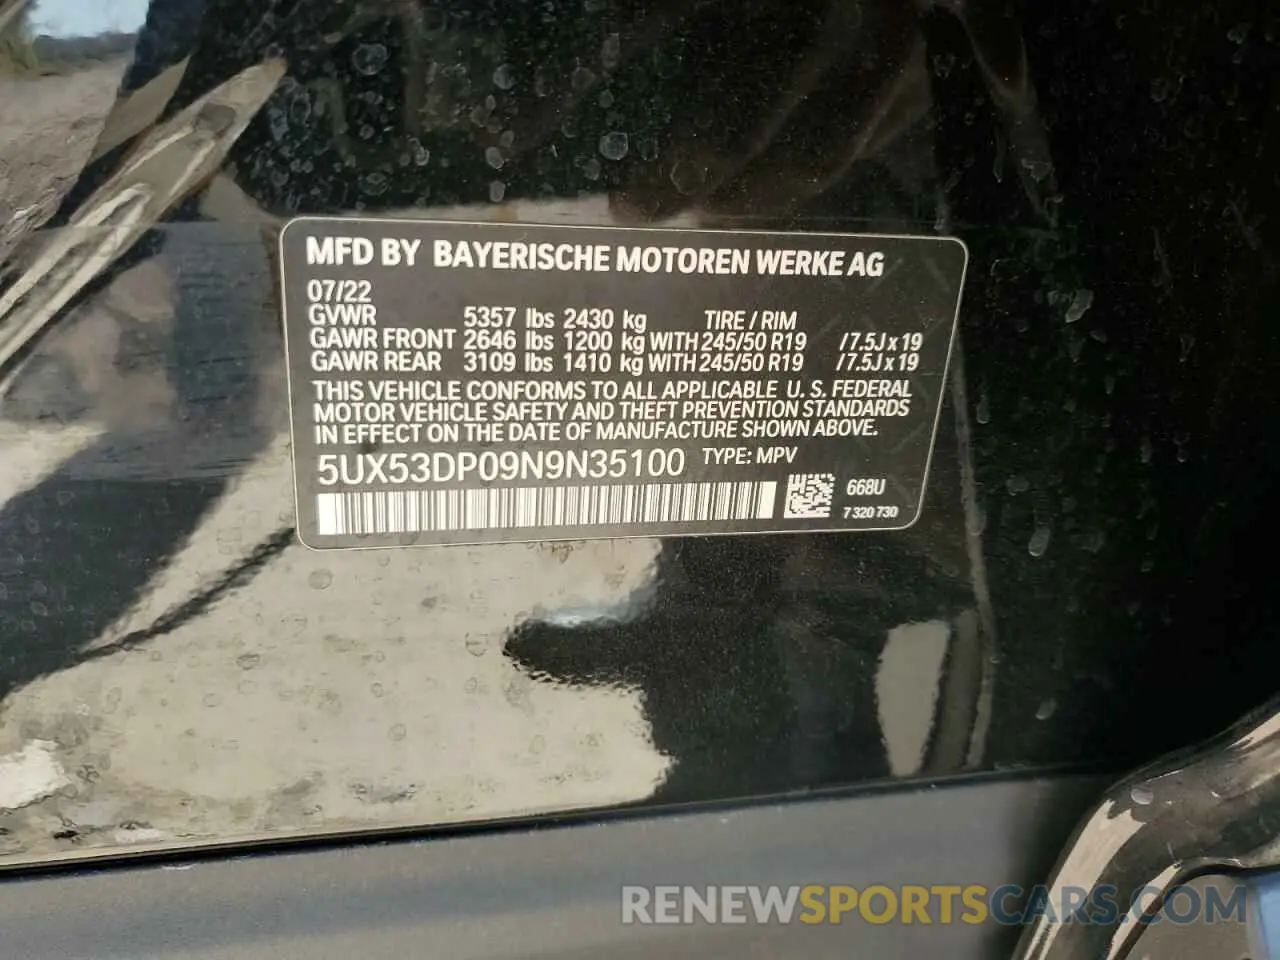 MFD BY BAYERISCHE MOTOREN WERKE AG
07/22
GVWR 5357 lbs 2430 kg TIRE / RIM
GAWR FRONT 2646 lbs 1200 kg WITH 245/50 R19 / 7.5J x 19
GAWR REAR 3109 lbs 1410 kg WITH 245/50 R19 / 7.5J x 19
THIS VEHICLE CONFORMS TO ALL APPLICABLE U. S. FEDERAL
MOTOR VEHICLE SAFETY AND THEFT PREVENTION STANDARDS
IN EFFECT ON THE DATE OF MANUFACTURE SHOWN ABOVE.
5UX53DP09N9N35100 TYPE: MPV
668U
7 320 730
RENEWSPORTSCARS.COM